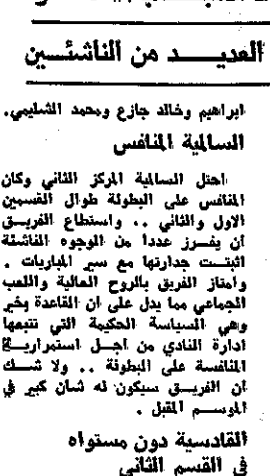 العديد من الناشئين
ابراهيم وخالد جازع ومحمد الشليمي.
السالمية المنافس
احتل السالمية المركز الثاني وكان
المنافس على البطولة طوال القسمين
الاول والثاني .. واستطاع الفريق
أن يفرز عددا من الوجوه الناشئة
اثبتت جدارتها مع سير المباريات .
وأمتاز الفريق بالروح العالية واللعب
الجماعي مما يدل على ان القاعدة بخير
وهي السياسة الحكيمة التي تتبعها
ادارة النادي من اجل استمرارية
المنافسة على البطولة .. ولا شك
أن الفريق سيكون له شأن كبير في
الموسم المقبل .
القادسية دون مستواه
في القسم الثاني